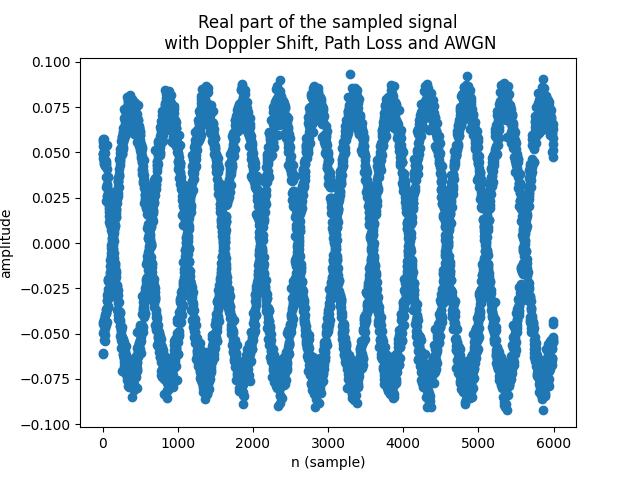 Real part of the sampled signal
with Doppler Shift, Path Loss and AWGN
amplitude
0.100
0.075
0.050
0.025
0.000
−0.025
−0.050
−0.075
−0.100
0 1000 2000 3000 4000 5000 6000
n (sample)